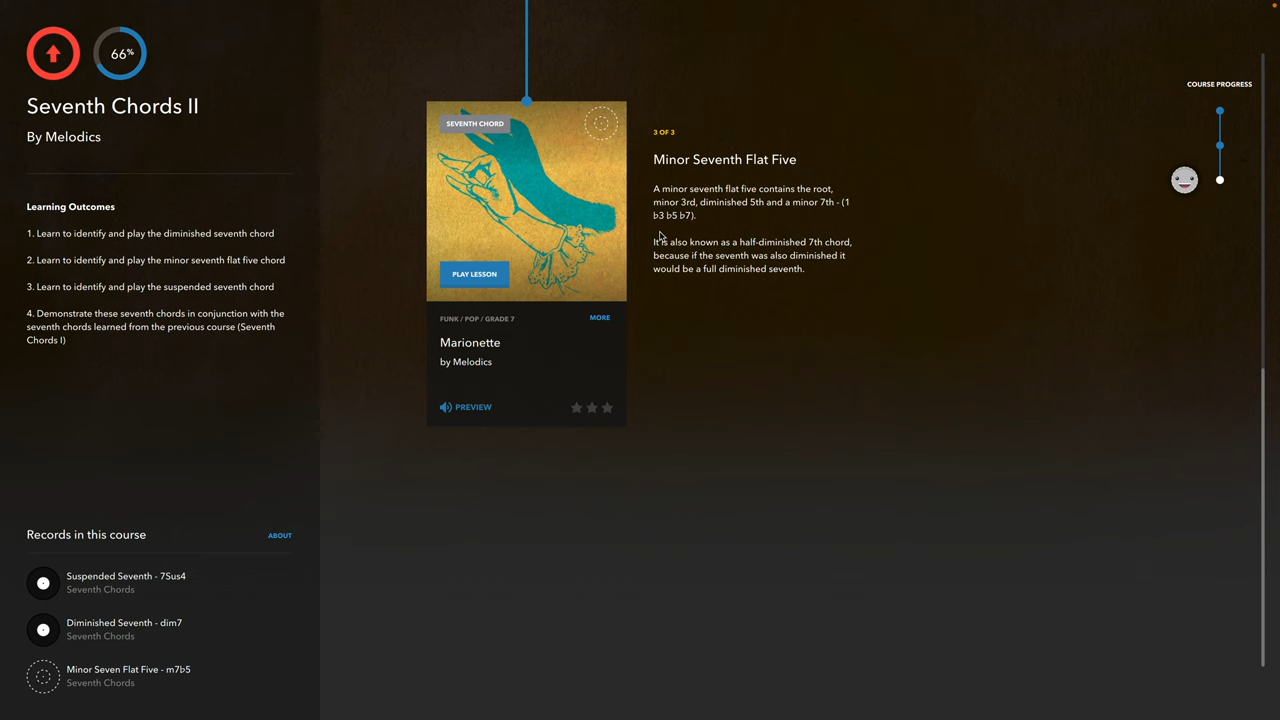 66%
Seventh Chords II
By Melodics
Learning Outcomes
1. Learn to identify and play the diminished seventh chord
2. Learn to identify and play the minor seventh flat five chord
3. Learn to identify and play the suspended seventh chord
4. Demonstrate these seventh chords in conjunction with the
seventh chords learned from the previous course (Seventh
Chords I)
Records in this course
ABOUT
Suspended Seventh - 7Sus4
Seventh Chords
Diminished Seventh - dim7
Seventh Chords
Minor Seven Flat Five - m7b5
Seventh Chords
SEVENTH CHORD
PLAY LESSON
FUNK / POP / GRADE 7
MORE
Marionette
by Melodics
PREVIEW
3 OF 3
Minor Seventh Flat Five
A minor seventh flat five contains the root,
minor 3rd, diminished 5th and a minor 7th - (1
b3 b5 b7).
It is also known as a half-diminished 7th chord,
because if the seventh was also diminished it
would be a full diminished seventh.
COURSE PROGRESS